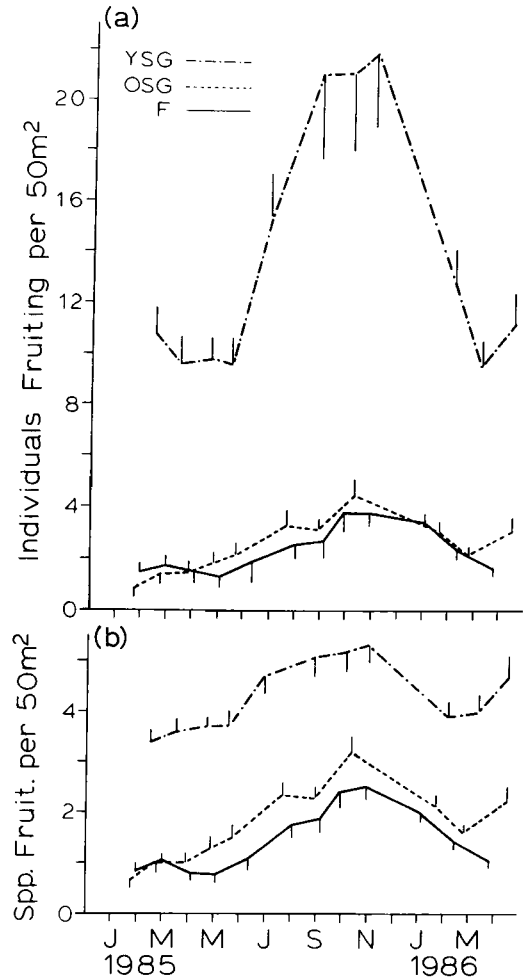 (a)
YSG
OSG
F
20
16
12
8
4
0
Individuals Fruiting per 50m²
(b)
4
2
0
Spp. Fruit. per 50m²
J M M J S N J M
1985 1986